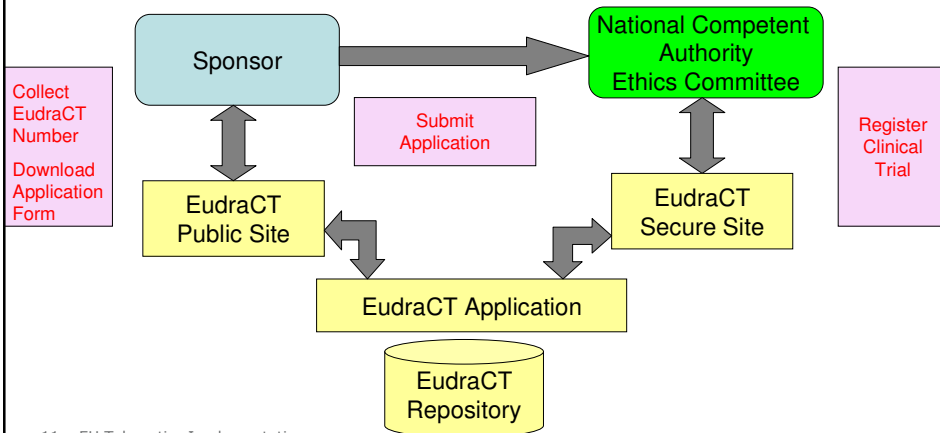 Sponsor
National Competent
Authority
Ethics Committee
Collect
EudraCT
Number
Download
Application
Form
Submit
Application
Register
Clinical
Trial
EudraCT
Public Site
EudraCT
Secure Site
EudraCT Application
EudraCT
Repository